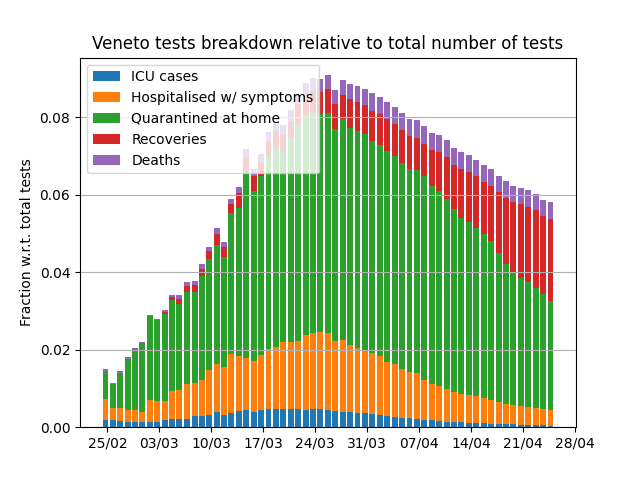 Veneto tests breakdown relative to total number of tests
ICU cases
Hospitalised w/ symptoms
Quarantined at home
Recoveries
Deaths
Fraction w.r.t. total tests
0.08
0.06
0.04
0.02
0.00
25/02 03/03 10/03 17/03 24/03 31/03 07/04 14/04 21/04 28/04